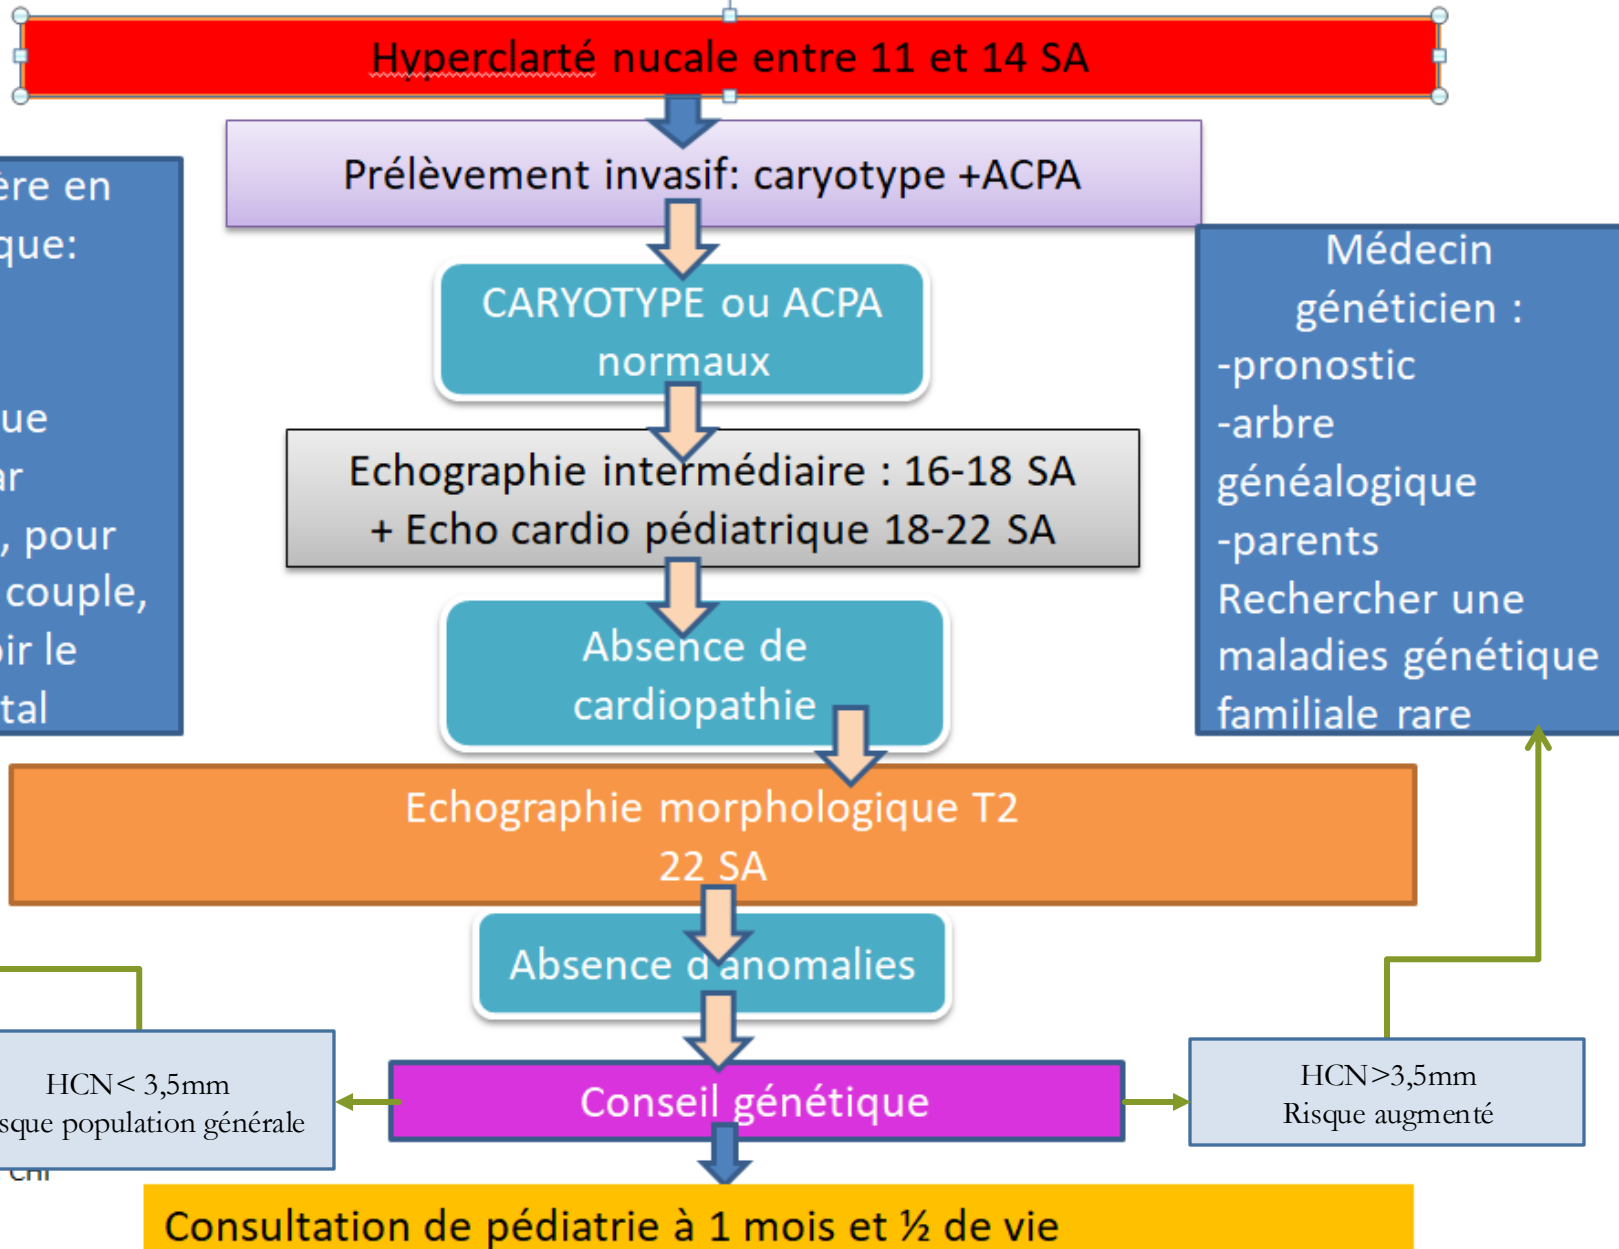 Hyperclarté nucale entre 11 et 14 SA
Prélèvement invasif: caryotype +ACPA
ère en
que:
ue
ar
, pour
couple,
oir le
tal
CARYOTYPE ou ACPA
normaux
Echographie intermédiaire : 16-18 SA
+ Echo cardio pédiatrique 18-22 SA
Absence de
cardiopathie
Médecin
généticien :
-pronostic
-arbre
généalogique
-parents
Rechercher une
maladies génétique
familiale rare
Echographie morphologique T2
22 SA
Absence d'anomalies
Conseil génétique
HCN< 3,5mm
sque population générale
HCN>3,5mm
Risque augmenté
Consultation de pédiatrie à 1 mois et ½ de vie